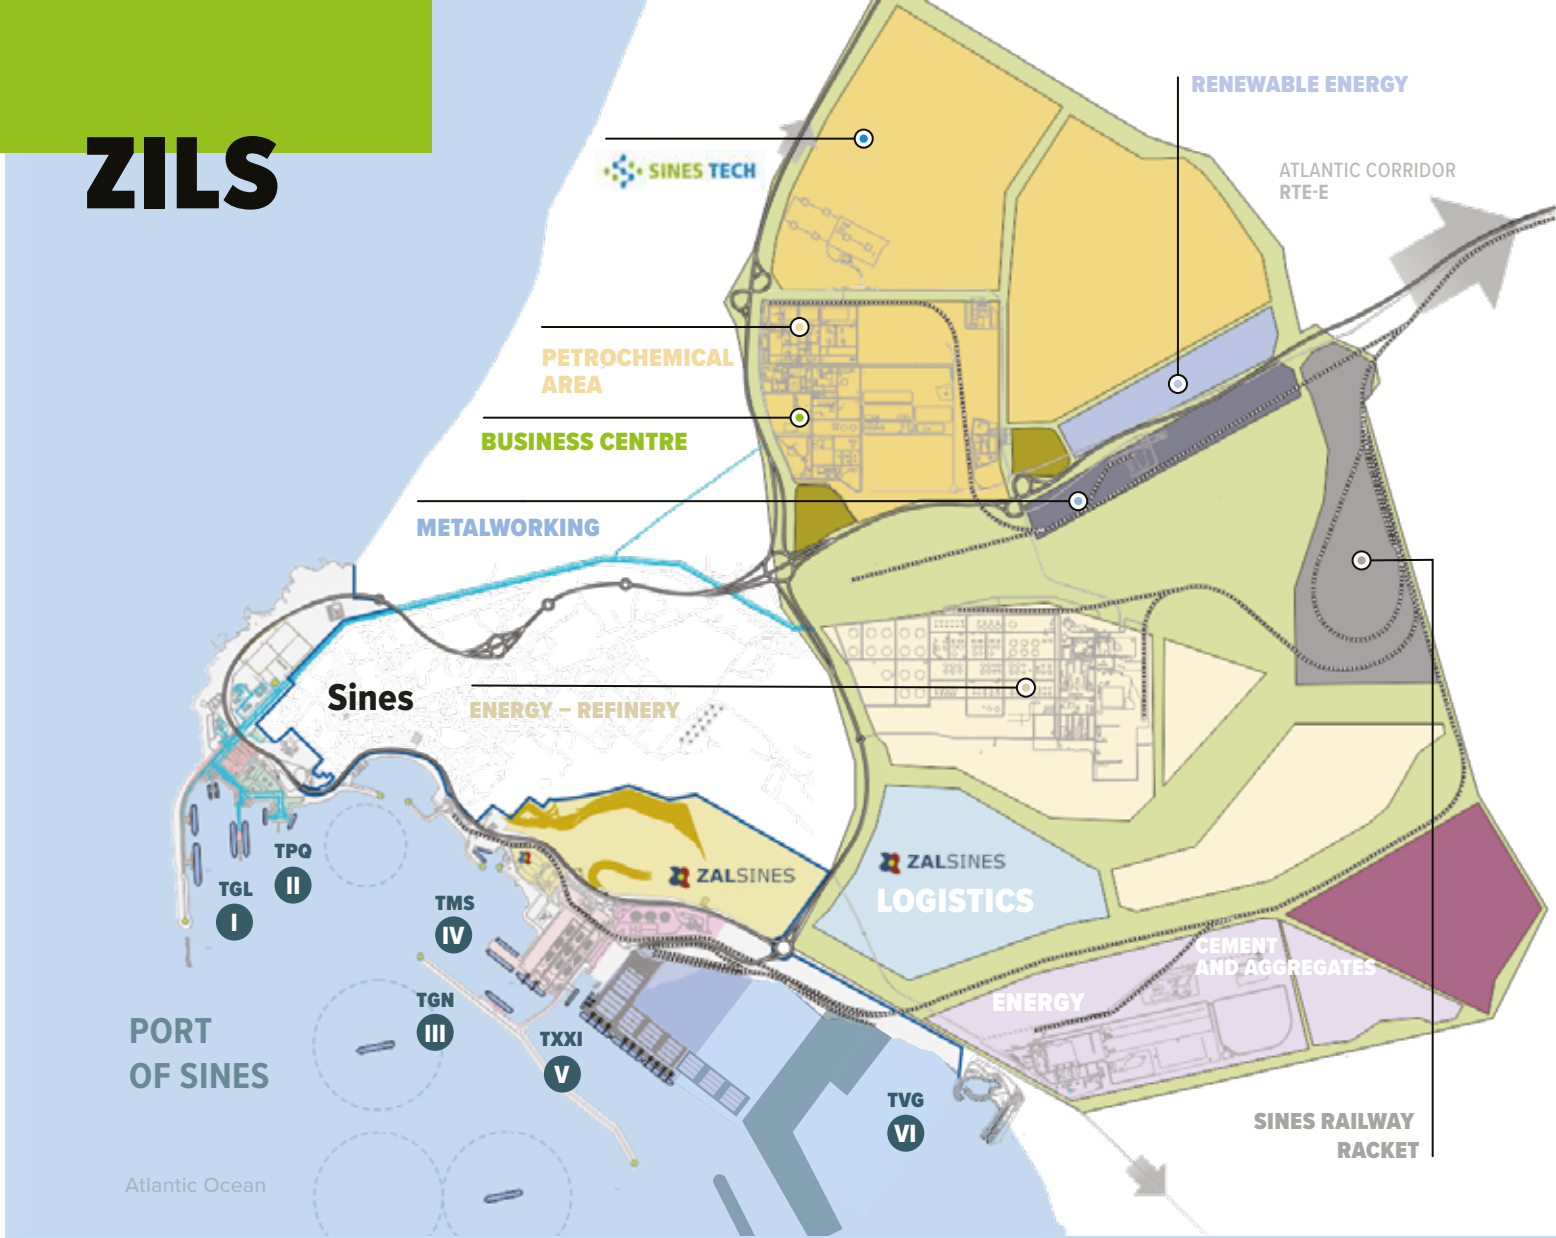 ZILS
RENEWABLE ENERGY
ATLANTIC CORRIDOR
RTE-E
SINES TECH
PETROCHEMICAL
AREA
BUSINESS CENTRE
METALWORKING
Sines
ENERGY – REFINERY
ZALSINES
ZALSINES
LOGISTICS
TPQ
II
TGL
I
TMS
IV
TGN
III
TXXI
V
TVG
VI
CEMENT
AND AGGREGATES
ENERGY
PORT
OF SINES
SINES RAILWAY
RACKET
Atlantic Ocean